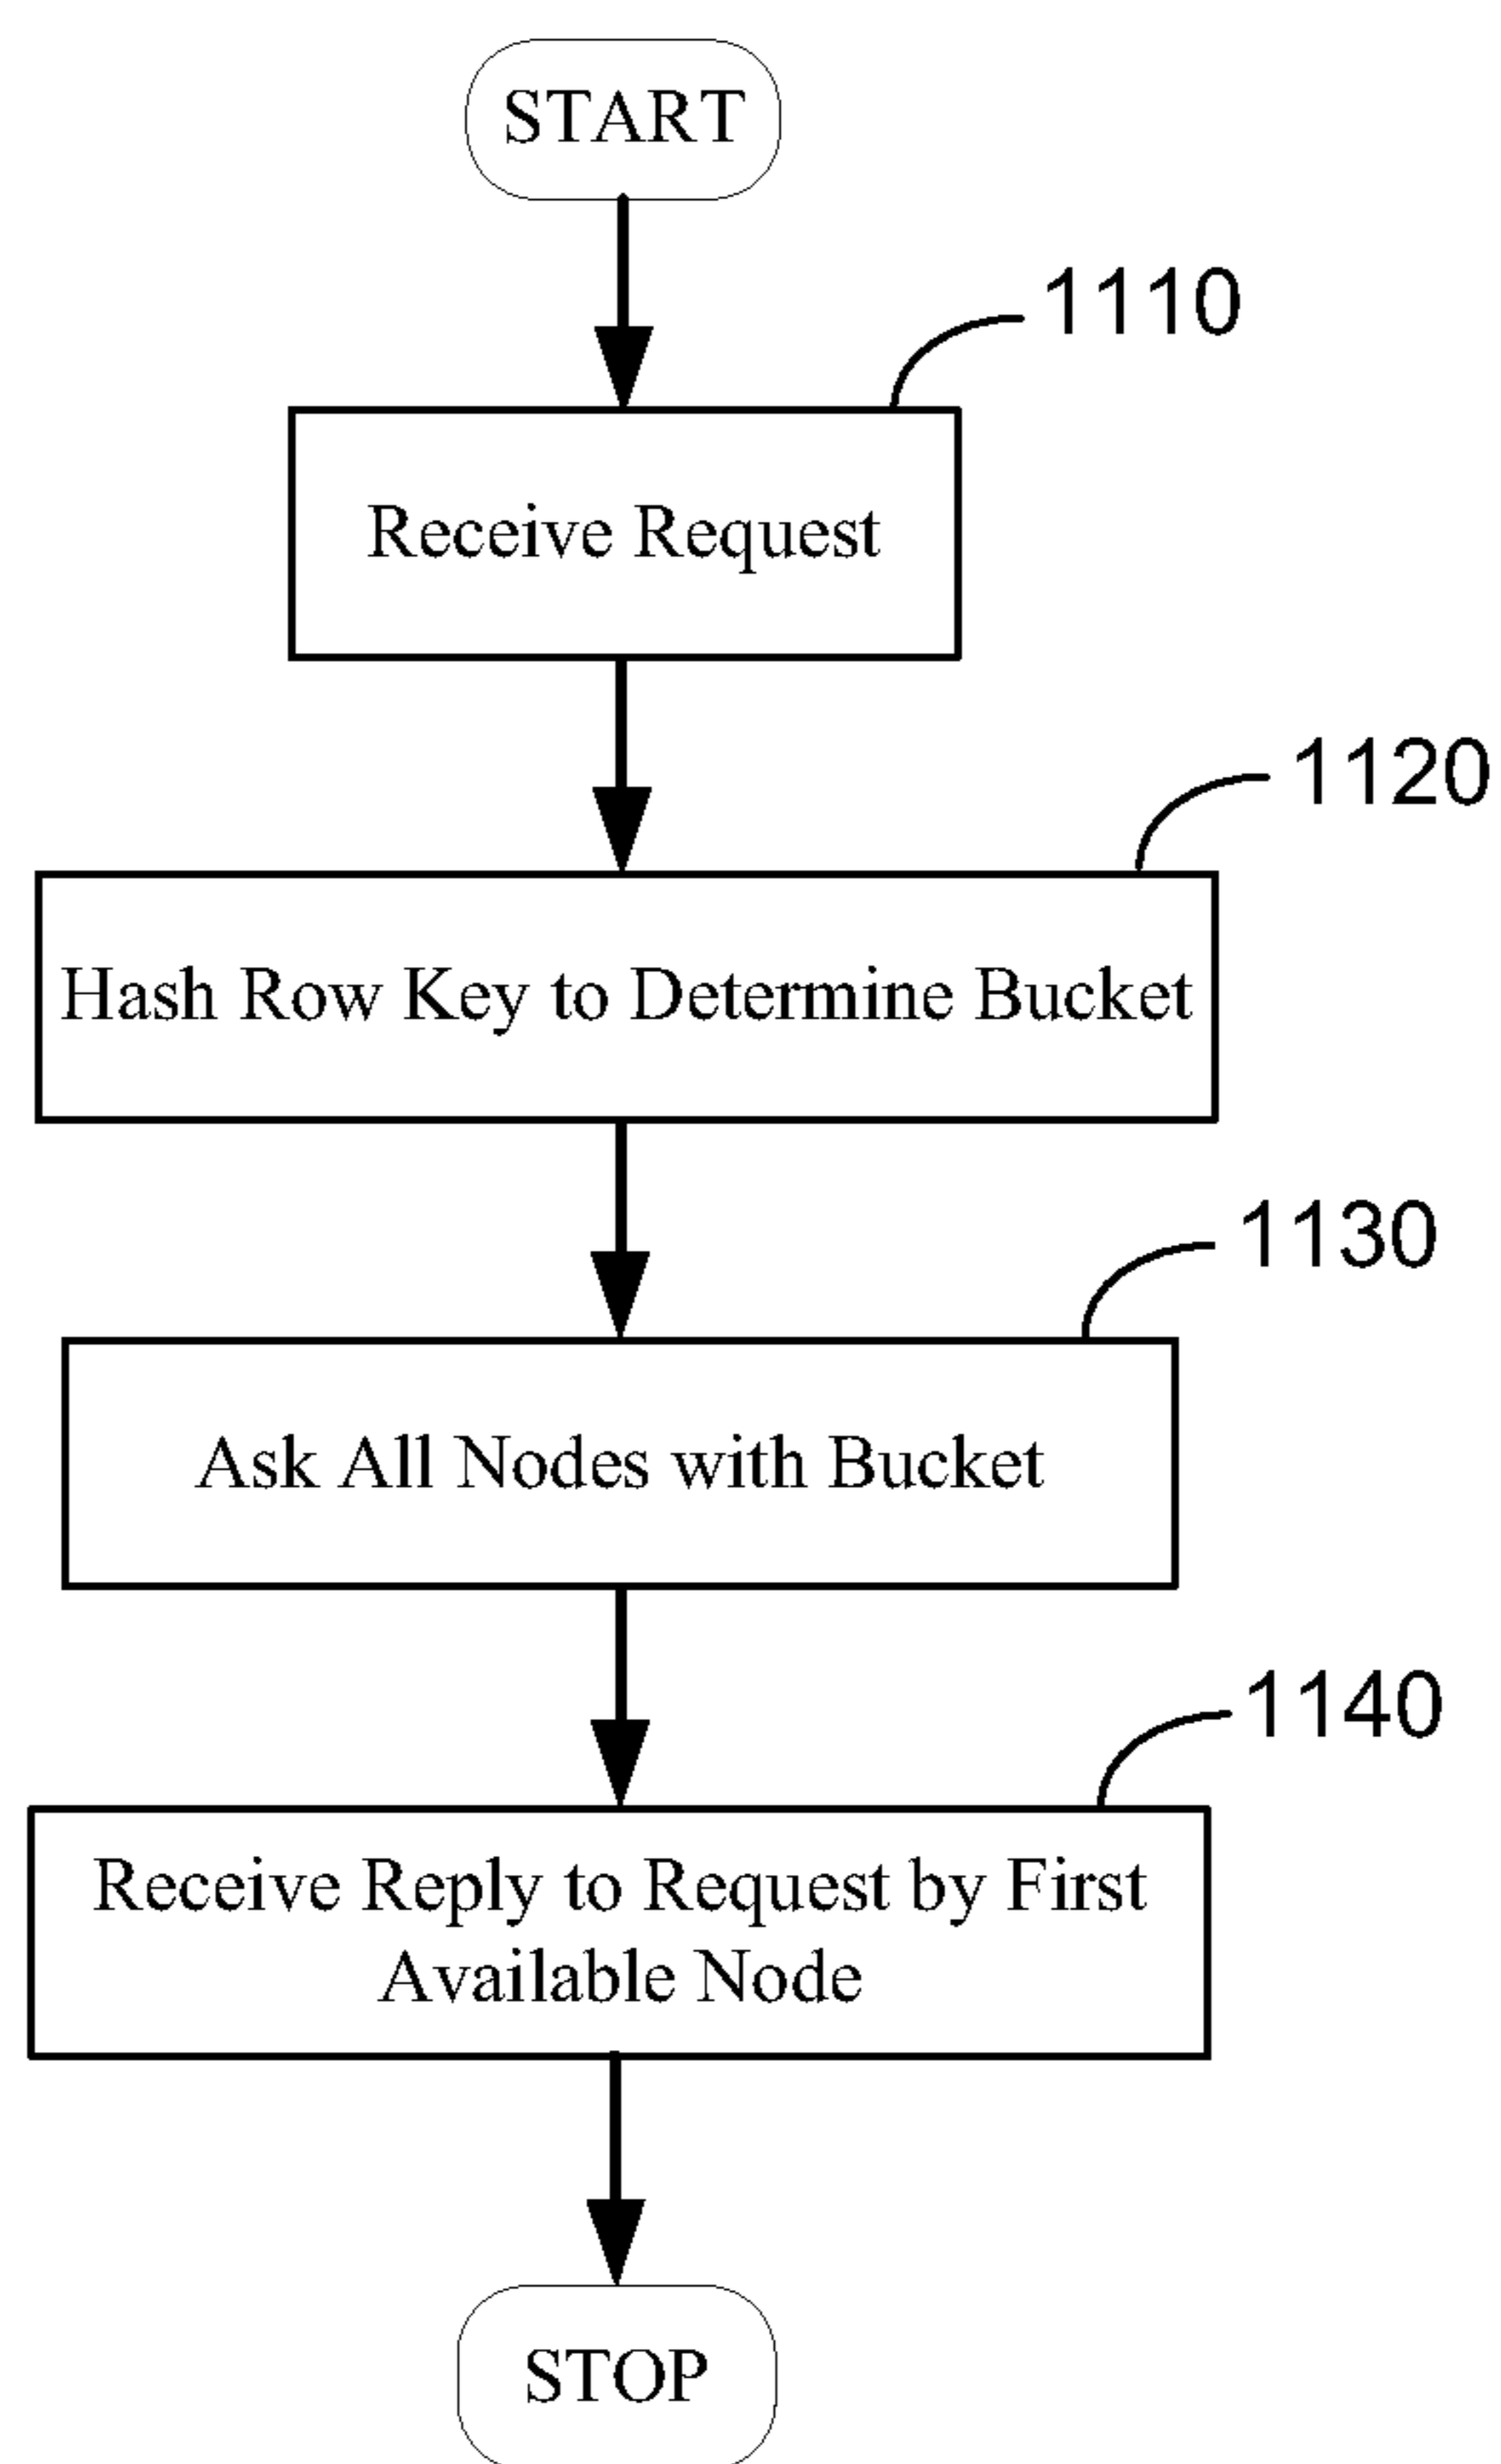 START
1110
Receive Request
1120
Hash Row Key to Determine Bucket
1130
Ask All Nodes with Bucket
1140
Receive Reply to Request by First
Available Node
STOP